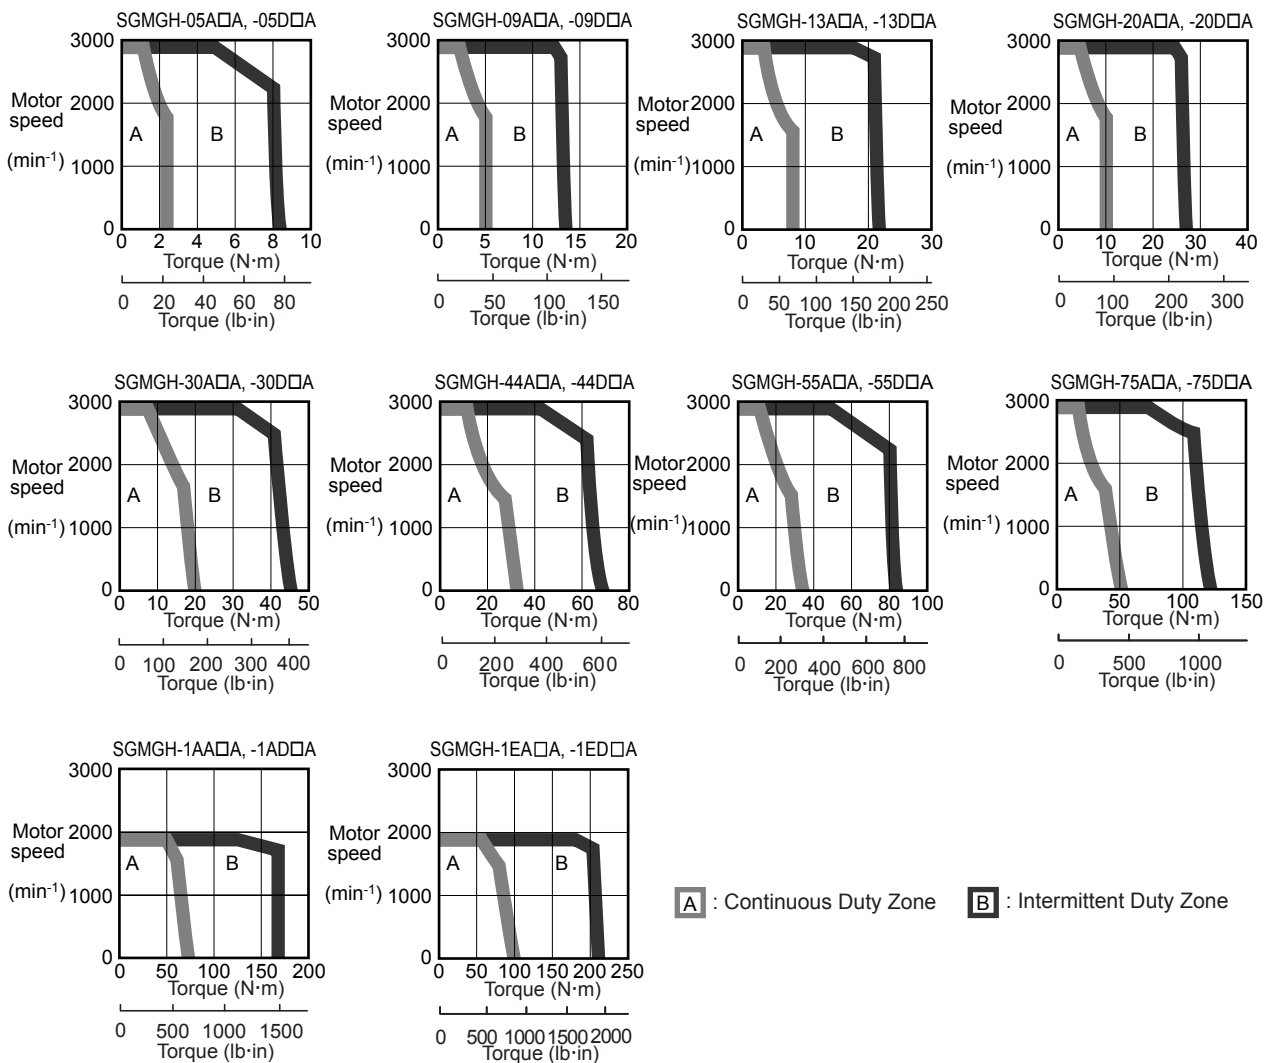 SGMGH-05A□A, -05D□A
3000
Motor
speed
2000
(min-1)
1000
0
A
B
0 2 4 6 8 10
Torque (N·m)
0 20 40 60 80
Torque (lb·in)
SGMGH-09A□A, -09D□A
3000
Motor
speed
2000
(min-1)
1000
0
A
B
0 5 10 15 20
Torque (N·m)
0 50 100 150
Torque (lb·in)
SGMGH-13A□A, -13D□A
3000
Motor
speed
2000
(min-1)
1000
0
A
B
0 10 20 30
Torque (N·m)
0 50 100 150 200 250
Torque (lb·in)
SGMGH-20A□A, -20D□A
3000
Motor
speed
2000
(min-1)
1000
0
A
B
0 10 20 30 40
Torque (N·m)
0 100 200 300
Torque (lb·in)
SGMGH-30A□A, -30D□A
3000
Motor
speed
2000
(min-1)
1000
0
A
B
0 10 20 30 40 50
Torque (N·m)
0 100 200 300 400
Torque (lb·in)
SGMGH-44A□A, -44D□A
3000
Motor
speed
2000
(min-1)
1000
0
A
B
0 20 40 60 80
Torque (N·m)
0 200 400 600
Torque (lb·in)
SGMGH-55A□A, -55D□A
3000
Motor
speed
2000
(min-1)
1000
0
A
B
0 20 40 60 80 100
Torque (N·m)
0 200 400 600 800
Torque (lb·in)
SGMGH-75A□A, -75D□A
3000
Motor
speed
2000
(min-1)
1000
0
A
B
0 50 100 150
Torque (N·m)
0 500 1000
Torque (lb·in)
SGMGH-1AA□A, -1AD□A
3000
Motor
speed
2000
(min-1)
1000
0
A
B
0 50 100 150 200
Torque (N·m)
0 500 1000 1500
Torque (lb·in)
SGMGH-1EA□A, -1ED□A
3000
Motor
speed
2000
(min-1)
1000
0
A
B
0 50 100 150 200 250
Torque (N·m)
0 500 1000 1500 2000
Torque (lb·in)
A : Continuous Duty Zone
B : Intermittent Duty Zone